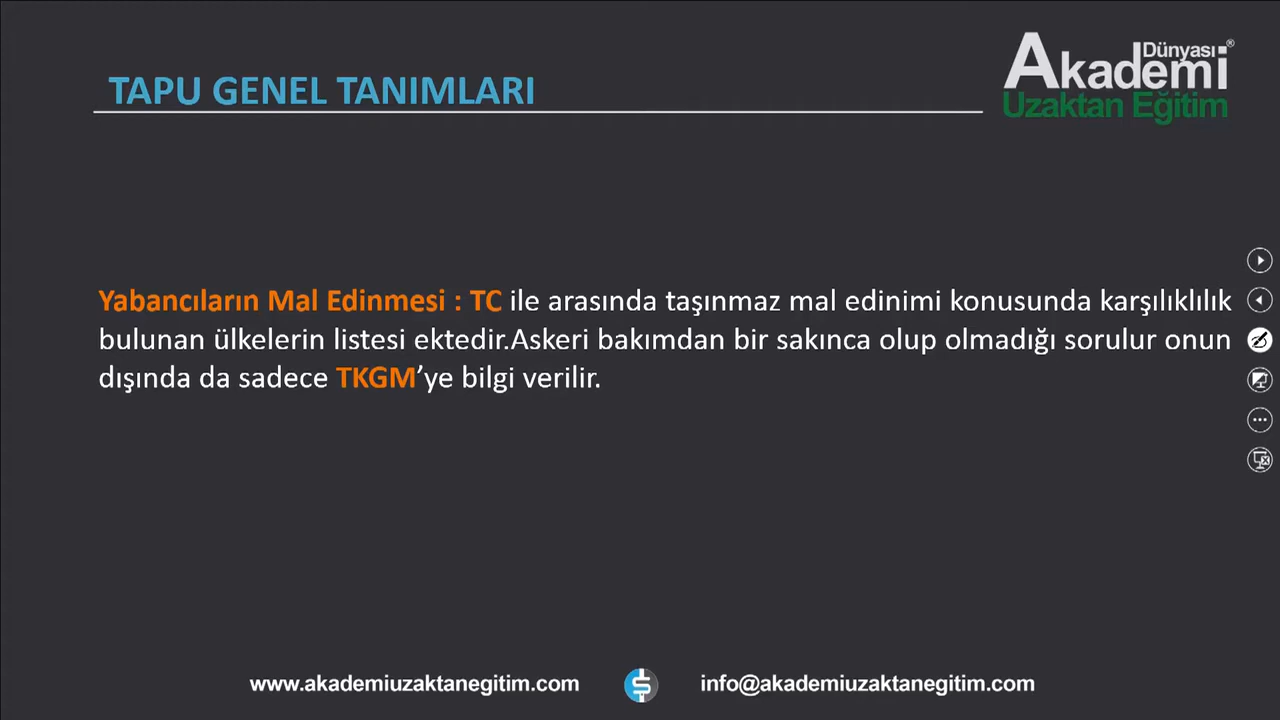 TAPU GENEL TANIMLARI
Dünyası®
Akademi
Uzaktan Eğitim
Yabancıların Mal Edinmesi : TC ile arasında taşınmaz mal edinimi konusunda karşılıklılık
bulunan ülkelerin listesi ektedir.Askeri bakımdan bir sakınca olup olmadığı sorulur onun
dışında da sadece TKGM’ye bilgi verilir.
www.akademiuzaktanegitim.com
info@akademiuzaktanegitim.com